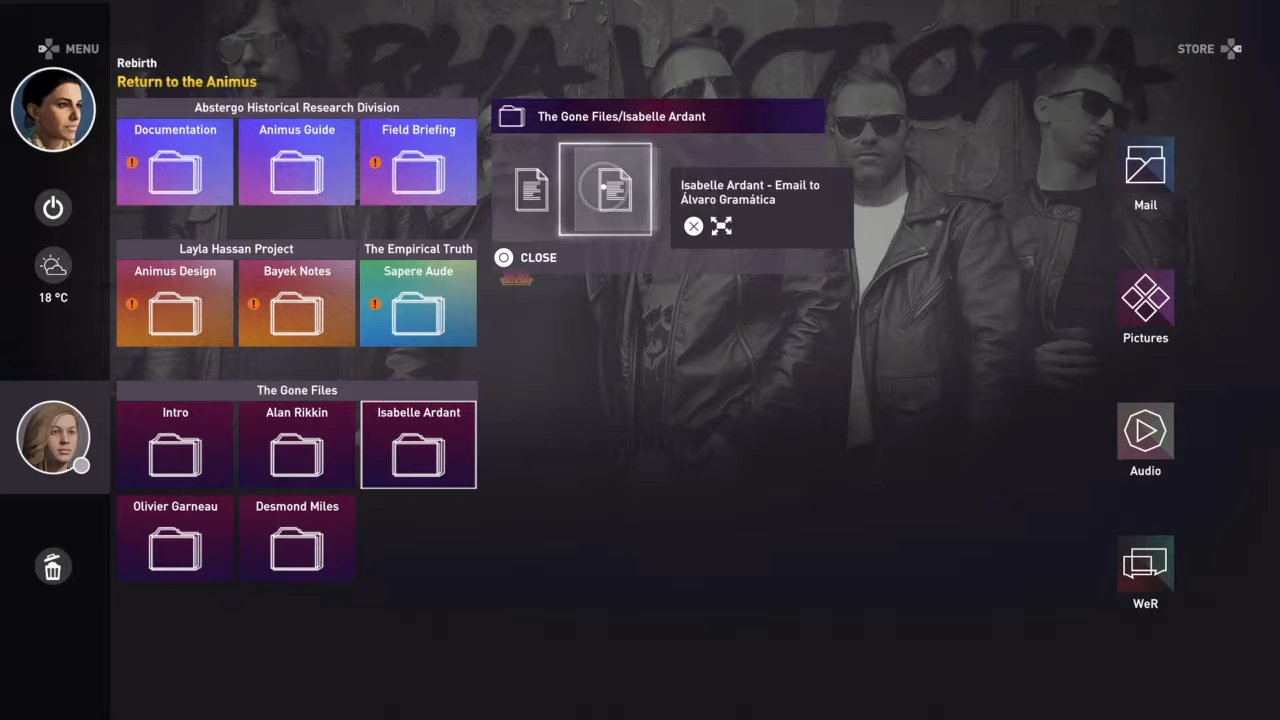 MENU
STORE
Rebirth
Return to the Animus
Abstergo Historical Research Division
Documentation
Animus Guide
Field Briefing
Layla Hassan Project
The Empirical Truth
Animus Design
Bayek Notes
Sapere Aude
The Gone Files
Intro
Alan Rikkin
Isabelle Ardant
Olivier Garneau
Desmond Miles
18 °C
The Gone Files/Isabelle Ardant
Isabelle Ardant - Email to
Álvaro Gramática
CLOSE
Mail
Pictures
Audio
WeR